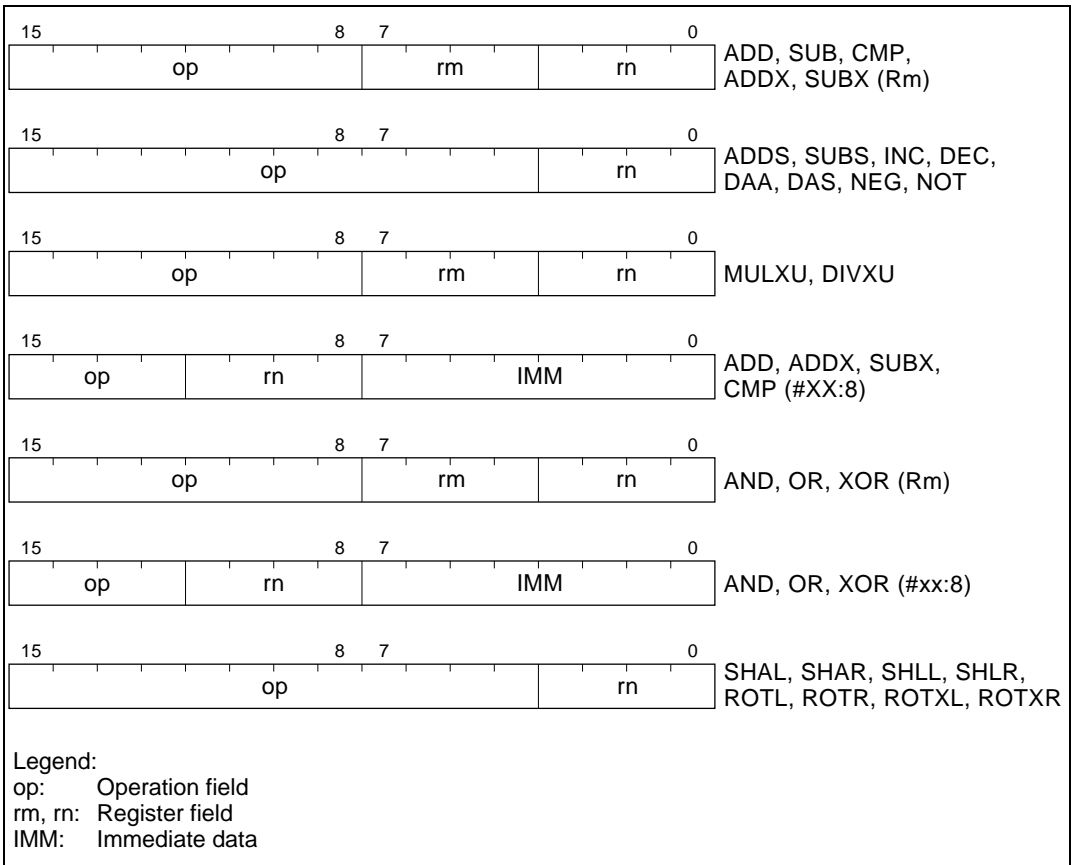 15 8 7 0
op rm rn
ADD, SUB, CMP,
ADDX, SUBX (Rm)
15 8 7 0
op rn
ADDS, SUBS, INC, DEC,
DAA, DAS, NEG, NOT
15 8 7 0
op rm rn
MULXU, DIVXU
15 8 7 0
op rn IMM
ADD, ADDX, SUBX,
CMP (#XX:8)
15 8 7 0
op rm rn
AND, OR, XOR (Rm)
15 8 7 0
op rn IMM
AND, OR, XOR (#xx:8)
15 8 7 0
op rn
SHAL, SHAR, SHLL, SHLR,
ROTL, ROTR, ROTXL, ROTXR
Legend:
op: Operation field
rm, rn: Register field
IMM: Immediate data